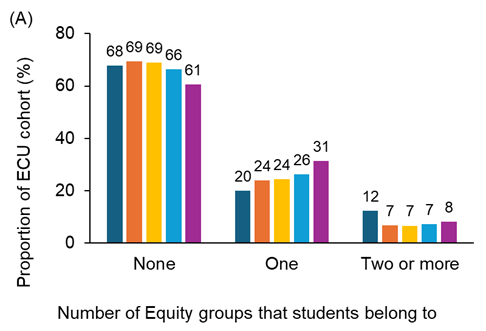 (A)
Proportion of ECU cohort (%)
80
60
40
20
0
68 69 69 66 61
20 24 24 26 31
12 7 7 7 8
None One Two or more
Number of Equity groups that students belong to